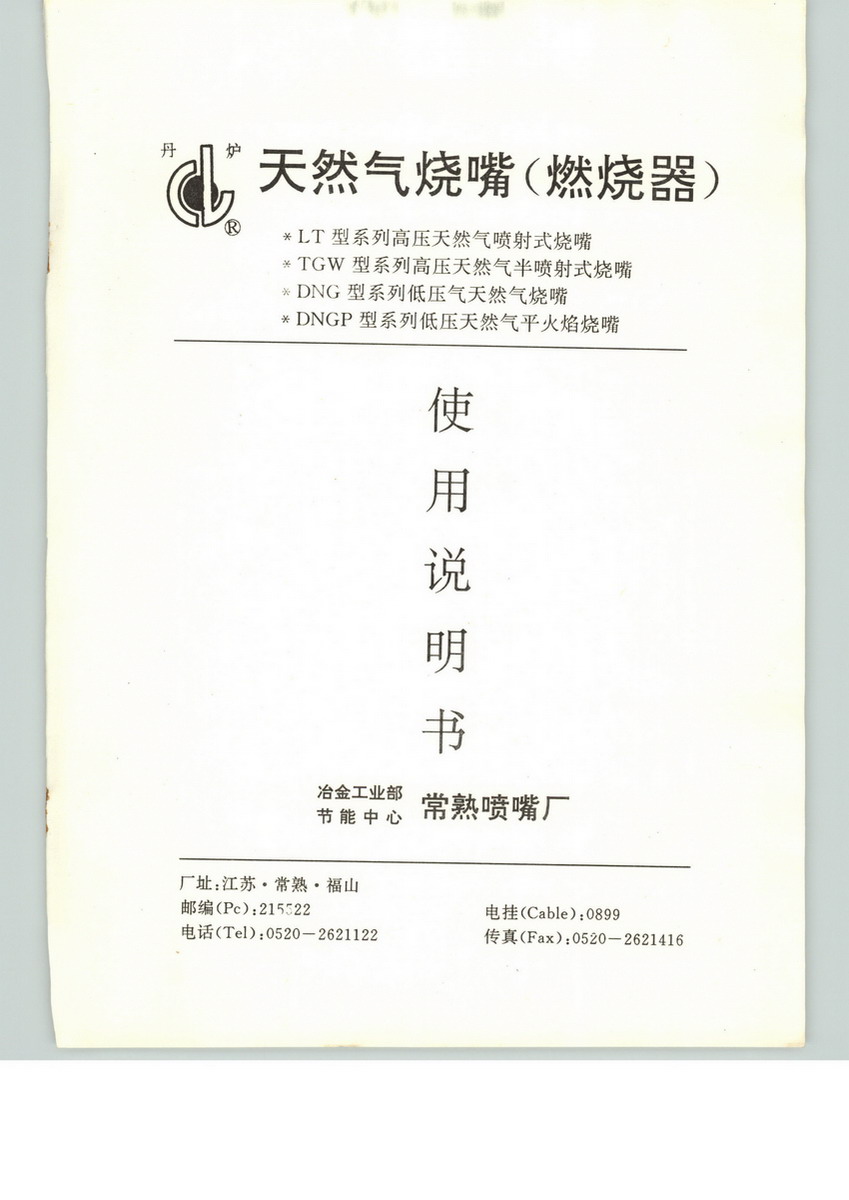 丹 炉
®
天然气烧嘴(燃烧器)
*LT 型系列高压天然气喷射式烧嘴
*TGW 型系列高压天然气半喷射式烧嘴
*DNG 型系列低压气天然气烧嘴
*DNGP 型系列低压天然气平火焰烧嘴
使
用
说
明
书
冶金工业部
节能中心
常熟喷嘴厂
厂址:江苏·常熟·福山
邮编(Pc):215522
电挂(Cable):0899
电话(Tel):0520-2621122
传真(Fax):0520-2621416